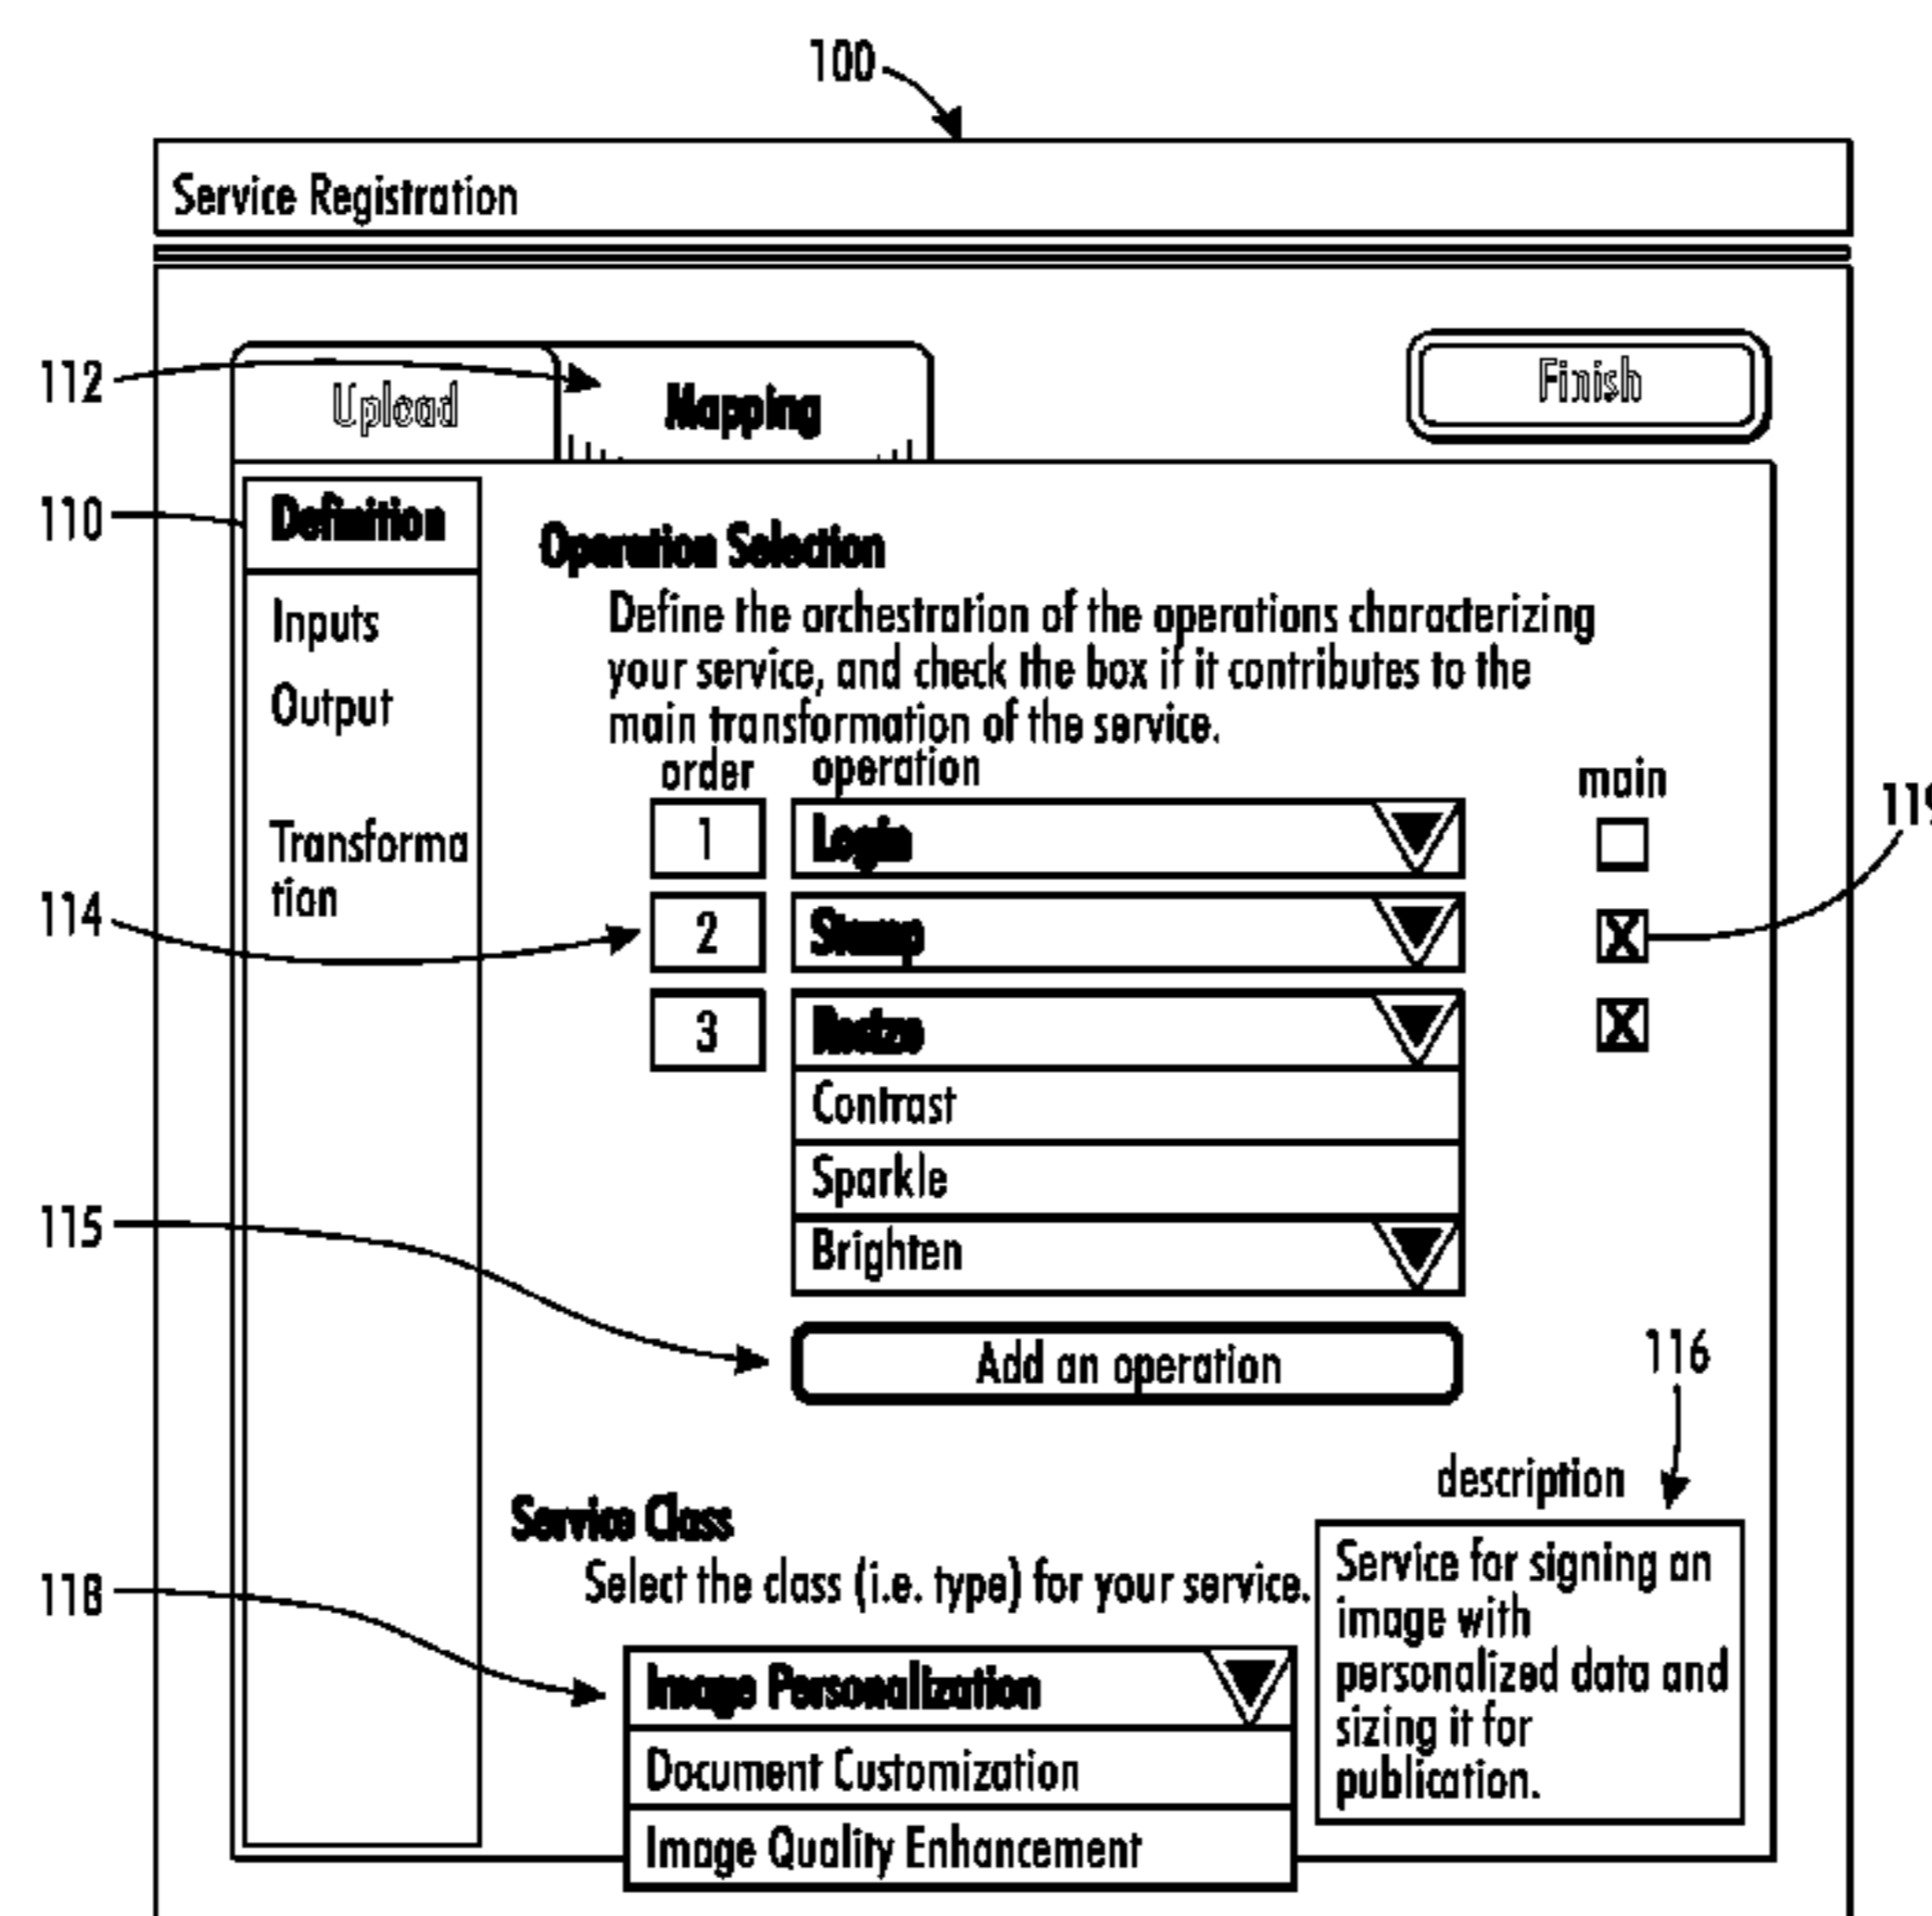 100
Service Registration
112
Upload
Mapping
Finish
110
Definition
Inputs
Output
Transforma
tion
Operation Selection
Define the orchestration of the operations characterizing
your service, and check the box if it contributes to the
main transformation of the service.
order operation main
119
1 Login
114
2 Stamp X
3 Resize X
Contrast
Sparkle
Brighten
115
Add an operation
116
description
Service for signing an
image with
personalized data and
sizing it for
publication.
Service Class
Select the class (i.e. type) for your service.
118
Image Personalization
Document Customization
Image Quality Enhancement